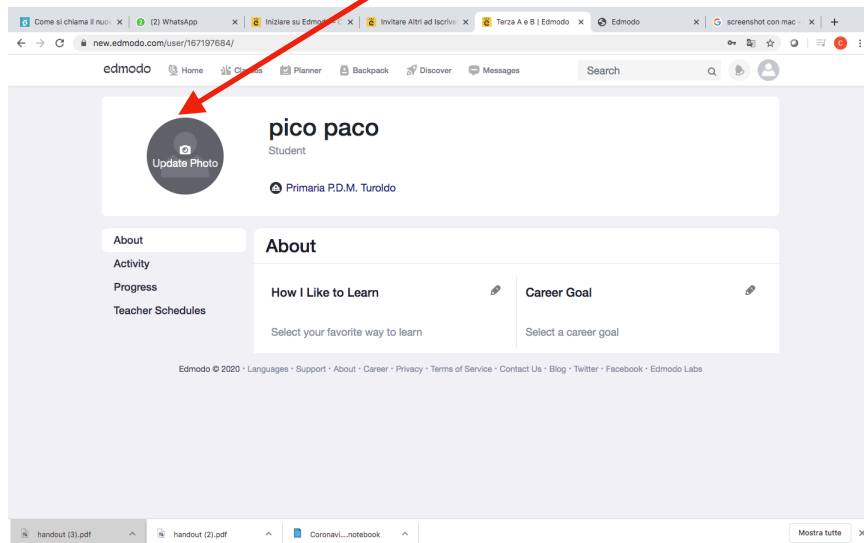 Come si chiama il nuov
(2) WhatsApp
Iniziare su Edmod
Invitare Altri ad Iscrive
Terza A e B | Edmodo
Edmodo
screenshot con mac -
new.edmodo.com/user/167197684/
edmodo Home Classes Planner Backpack Discover Messages Search
Update Photo
pico paco
Student
Primaria P.D.M. Turoldo
About
Activity
Progress
Teacher Schedules
About
How I Like to Learn
Career Goal
Select your favorite way to learn
Select a career goal
Edmodo © 2020 · Languages · Support · About · Career · Privacy · Terms of Service · Contact Us · Blog · Twitter · Facebook · Edmodo Labs
handout (3).pdf
handout (2).pdf
Coronavi....notebook
Mostra tutte